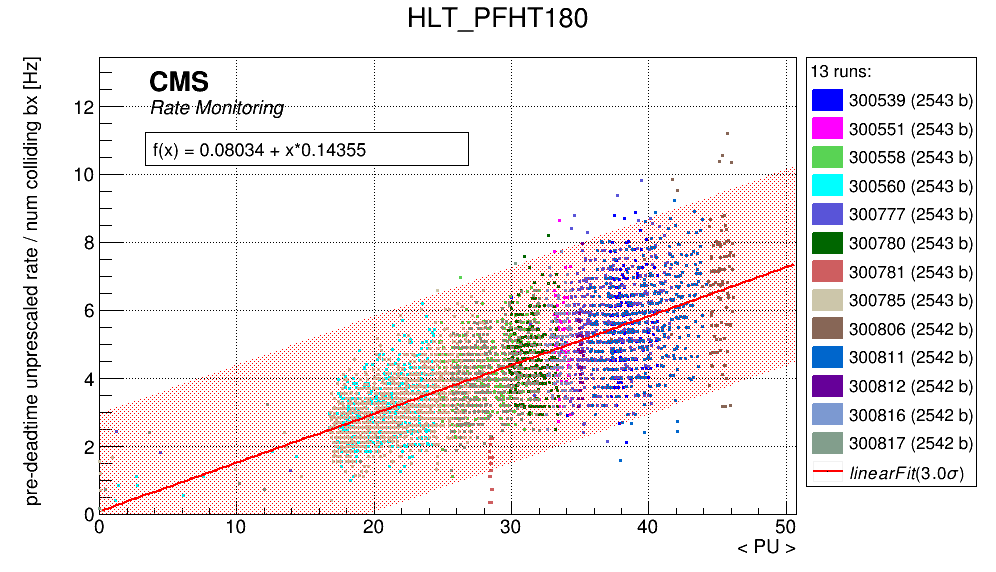 HLT_PFHT180
pre-deadtime unprescaled rate / num colliding bx [Hz]
CMS
Rate Monitoring
f(x) = 0.08034 + x*0.14355
12
10
8
6
4
2
0
0 10 20 30 40 50
< PU >
13 runs:
300539 (2543 b)
300551 (2543 b)
300558 (2543 b)
300560 (2543 b)
300777 (2543 b)
300780 (2543 b)
300781 (2543 b)
300785 (2543 b)
300806 (2542 b)
300811 (2542 b)
300812 (2542 b)
300816 (2542 b)
300817 (2542 b)
linearFit(3.0σ)